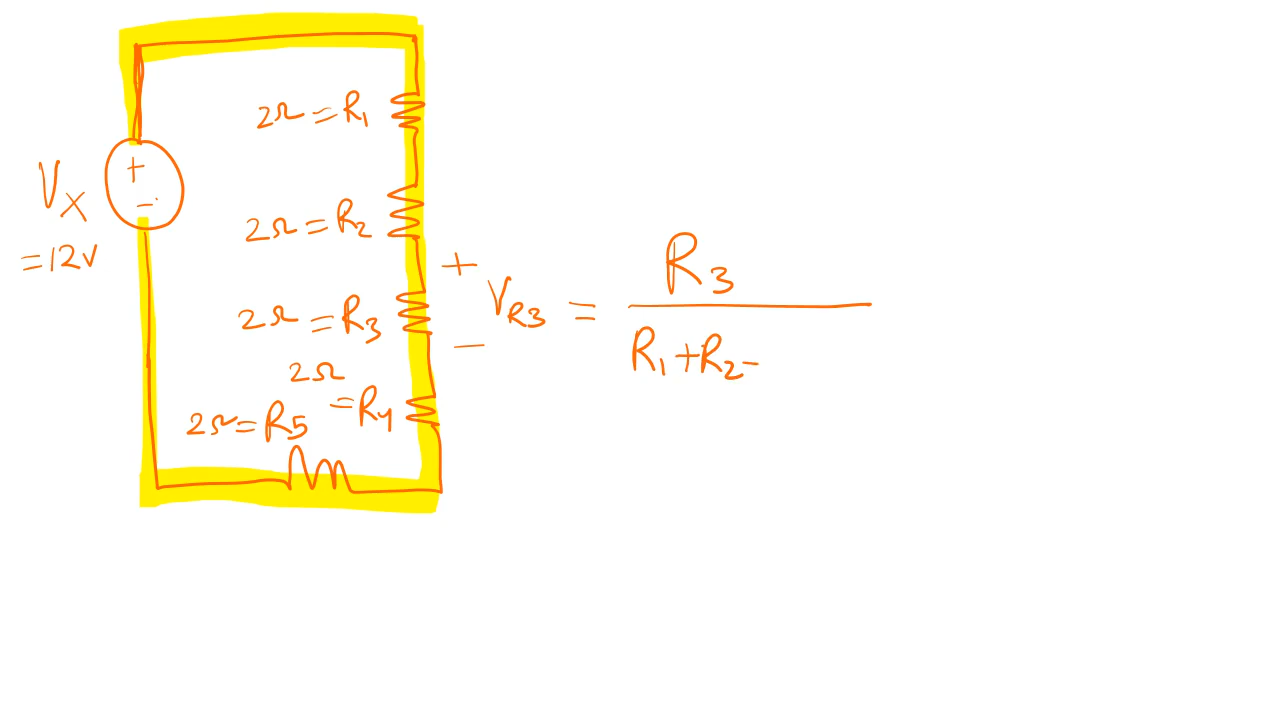 2Ω = R1
+
−
Vx
= 12V
2Ω = R2
+
VR3 = R3
R1 + R2 −
2Ω = R3
−
2Ω
= R4
2Ω = R5